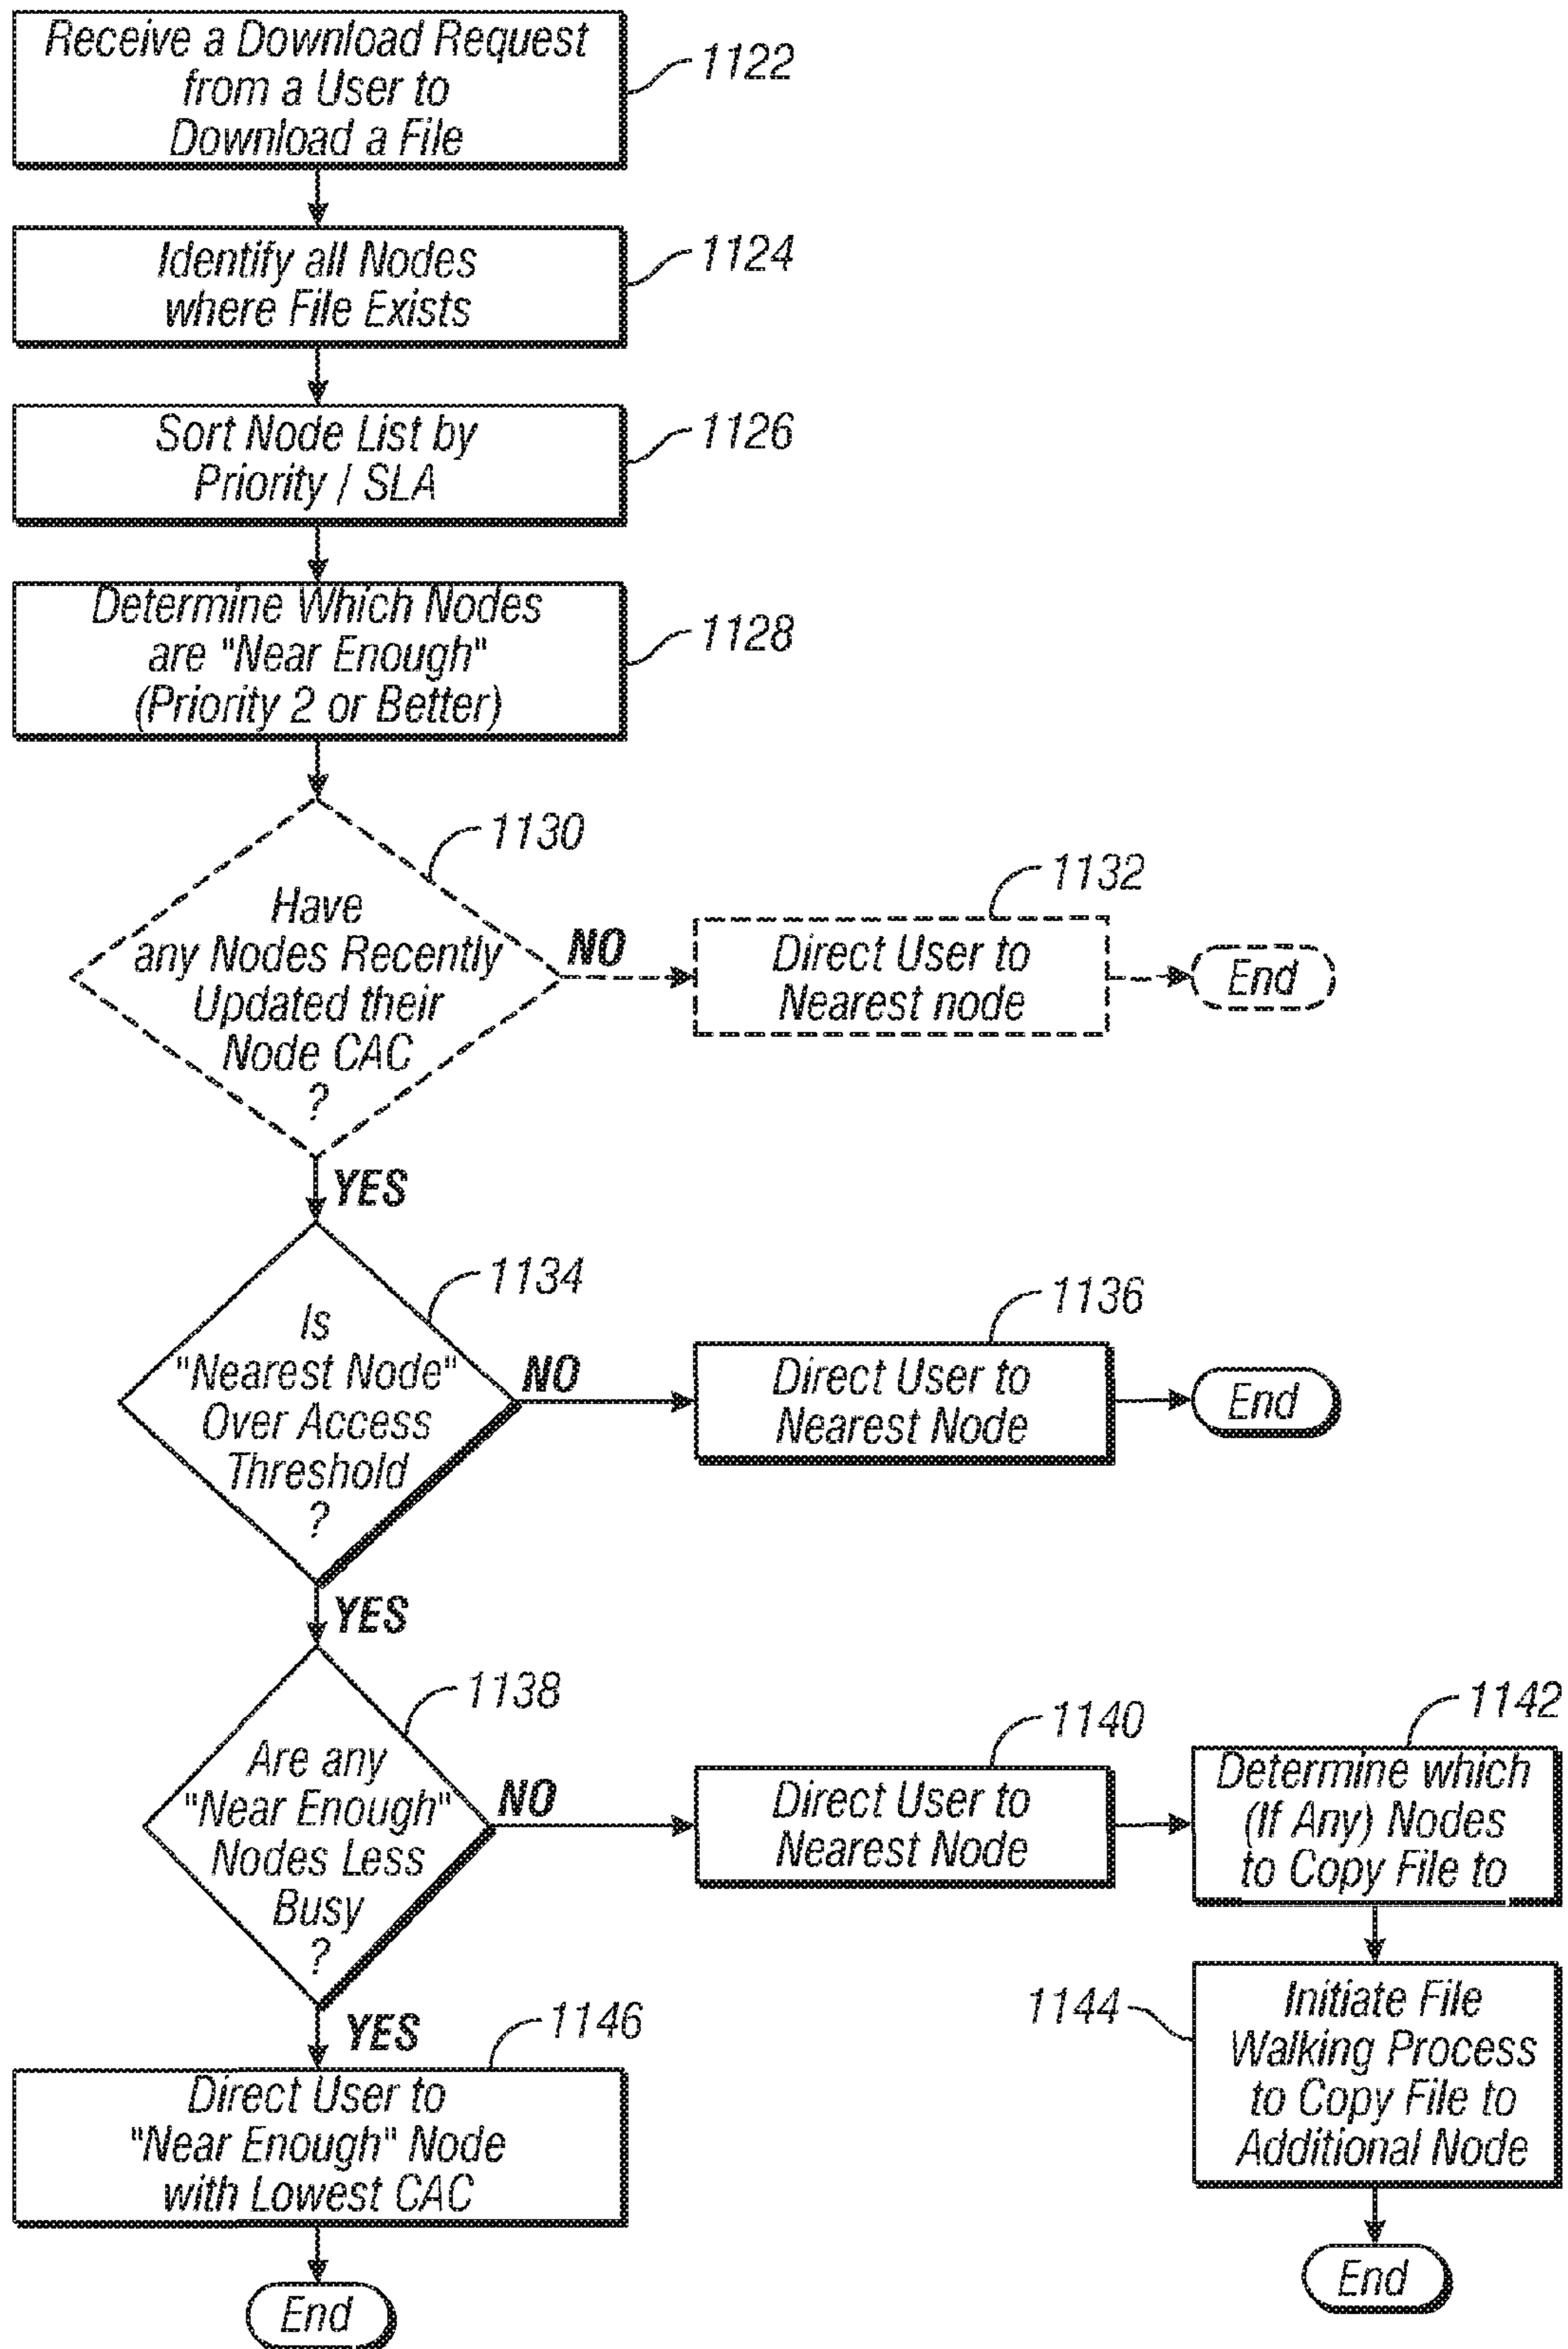 Receive a Download Request
from a User to
Download a File
1122
Identify all Nodes
where File Exists
1124
Sort Node List by
Priority / SLA
1126
Determine Which Nodes
are "Near Enough"
(Priority 2 or Better)
1128
1130
Have
any Nodes Recently
Updated their
Node CAC
?
NO
1132
Direct User to
Nearest node
End
YES
1134
Is
"Nearest Node"
Over Access
Threshold
?
NO
1136
Direct User to
Nearest Node
End
YES
1138
Are any
"Near Enough"
Nodes Less
Busy
?
NO
1140
Direct User to
Nearest Node
1142
Determine which
(If Any) Nodes
to Copy File to
1144
Initiate File
Walking Process
to Copy File to
Additional Node
End
YES
1146
Direct User to
"Near Enough" Node
with Lowest CAC
End